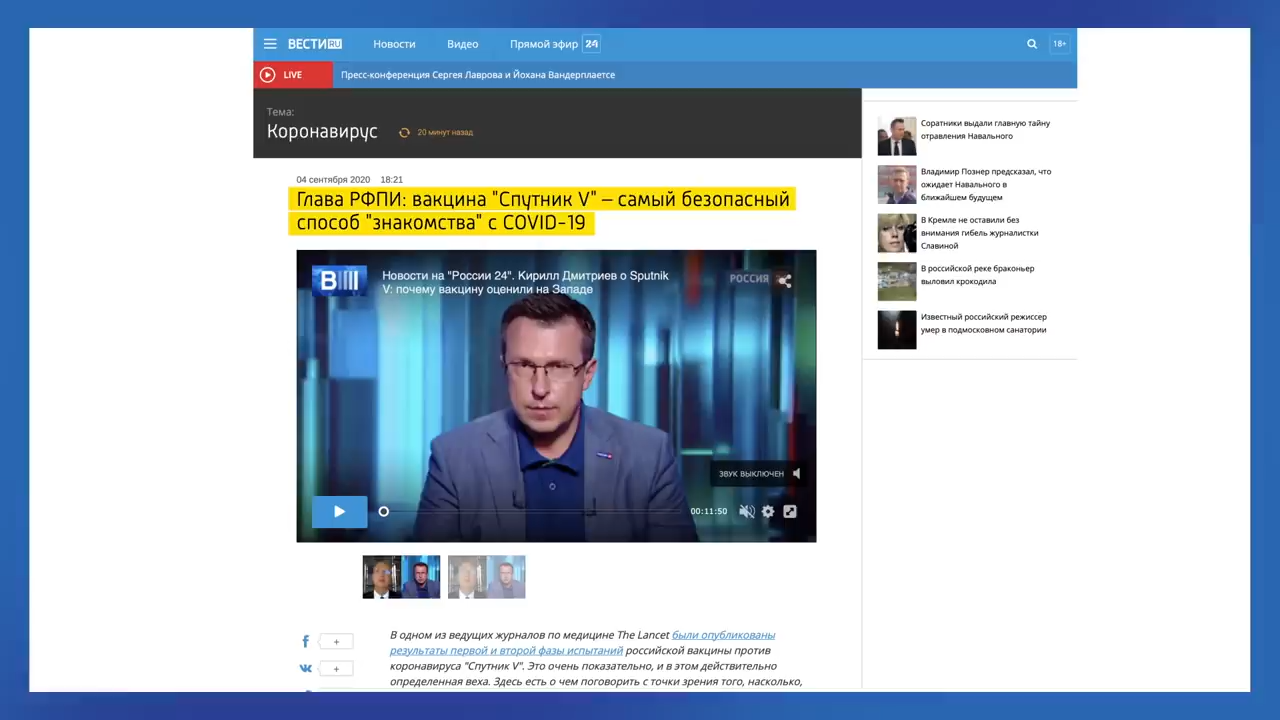 ВЕСТИRU
Новости
Видео
Прямой эфир 24
18+
LIVE
Пресс-конференция Сергея Лаврова и Йохана Вандерплаетсе
Тема:
Коронавирус
20 минут назад
04 сентября 2020 18:21
Глава РФПИ: вакцина "Спутник V" – самый безопасный
способ "знакомства" с COVID-19
В
Новости на "России 24". Кирилл Дмитриев о Sputnik
V: почему вакцину оценили на Западе
РОССИЯ
ЗВУК ВЫКЛЮЧЕН
00:11:50
+
+
В одном из ведущих журналов по медицине The Lancet были опубликованы
результаты первой и второй фазы испытаний российской вакцины против
коронавируса "Спутник V". Это очень показательно, и в этом действительно
определенная веха. Здесь есть о чем поговорить с точки зрения того, насколько,
Соратники выдали главную тайну
отравления Навального
Владимир Познер предсказал, что
ожидает Навального в
ближайшем будущем
В Кремле не оставили без
внимания гибель журналистки
Славиной
В российской реке браконьер
выловил крокодила
Известный российский режиссер
умер в подмосковном санатории